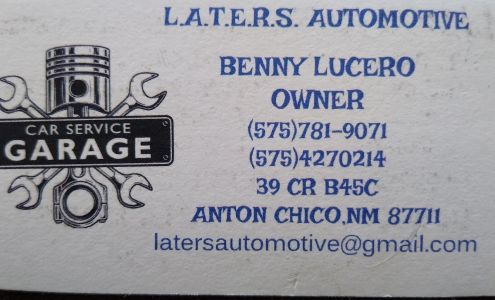 L.A.T.E.R.S. AUTOMOTIVE
BENNY LUCERO
OWNER
(575)781-9071
(575)4270214
39 CR B45C
ANTON CHICO,NM 87711
latersautomotive@gmail.com
CAR SERVICE
GARAGE